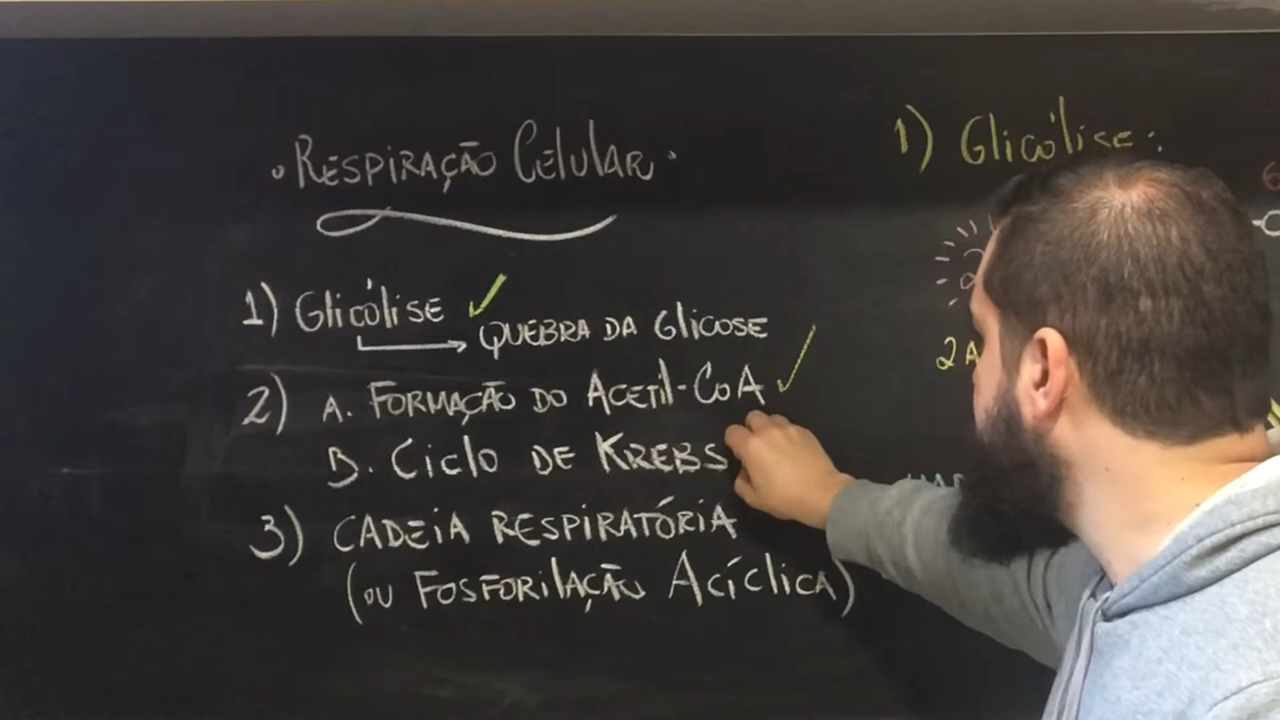 • RESPIRAÇÃO CELULAR •
1) GLICÓLISE ✓
→ QUEBRA DA GLICOSE
2) A. FORMAÇÃO DO ACETIL-COA ✓
B. CICLO DE KREBS
3) CADEIA RESPIRATÓRIA
(OU FOSFORILAÇÃO ACÍCLICA)
1) Glicólise:
6
2 A